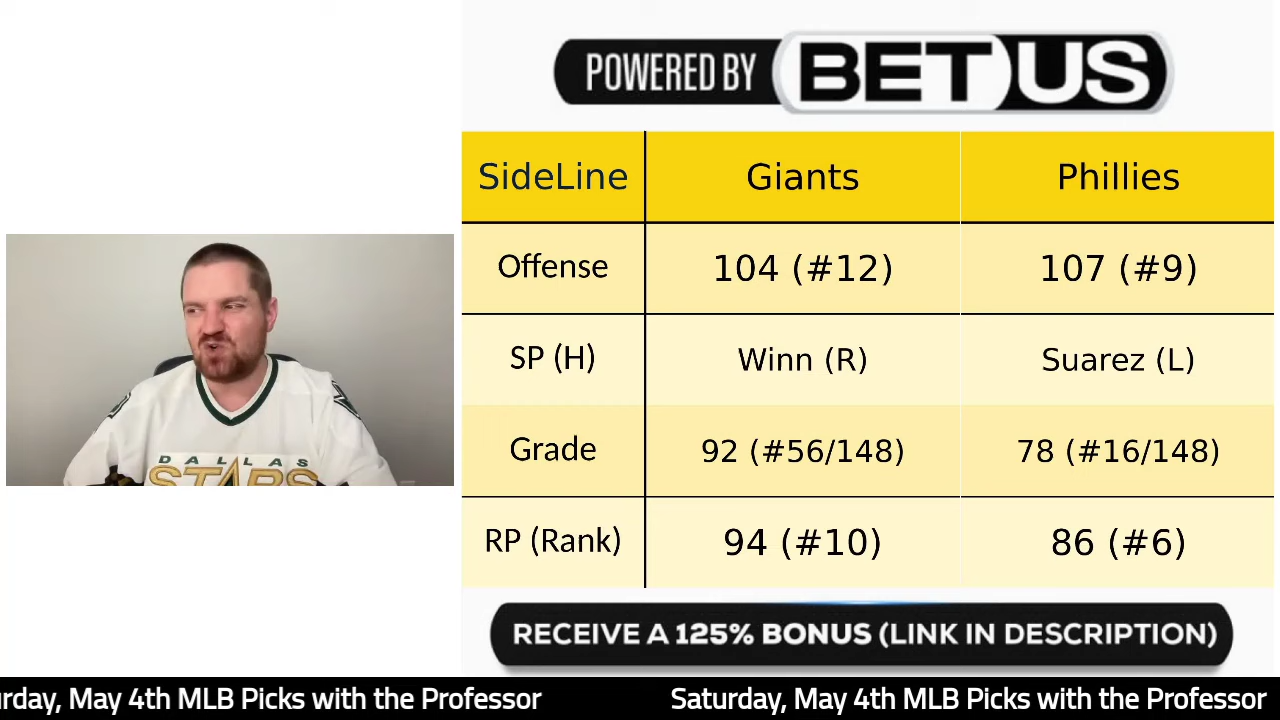 POWERED BY BETUS
SideLine Giants Phillies
Offense 104 (#12) 107 (#9)
SP (H) Winn (R) Suarez (L)
Grade 92 (#56/148) 78 (#16/148)
RP (Rank) 94 (#10) 86 (#6)
DALLAS
STARS
RECEIVE A 125% BONUS (LINK IN DESCRIPTION)
urday, May 4th MLB Picks with the Professor Saturday, May 4th MLB Picks with the Professor